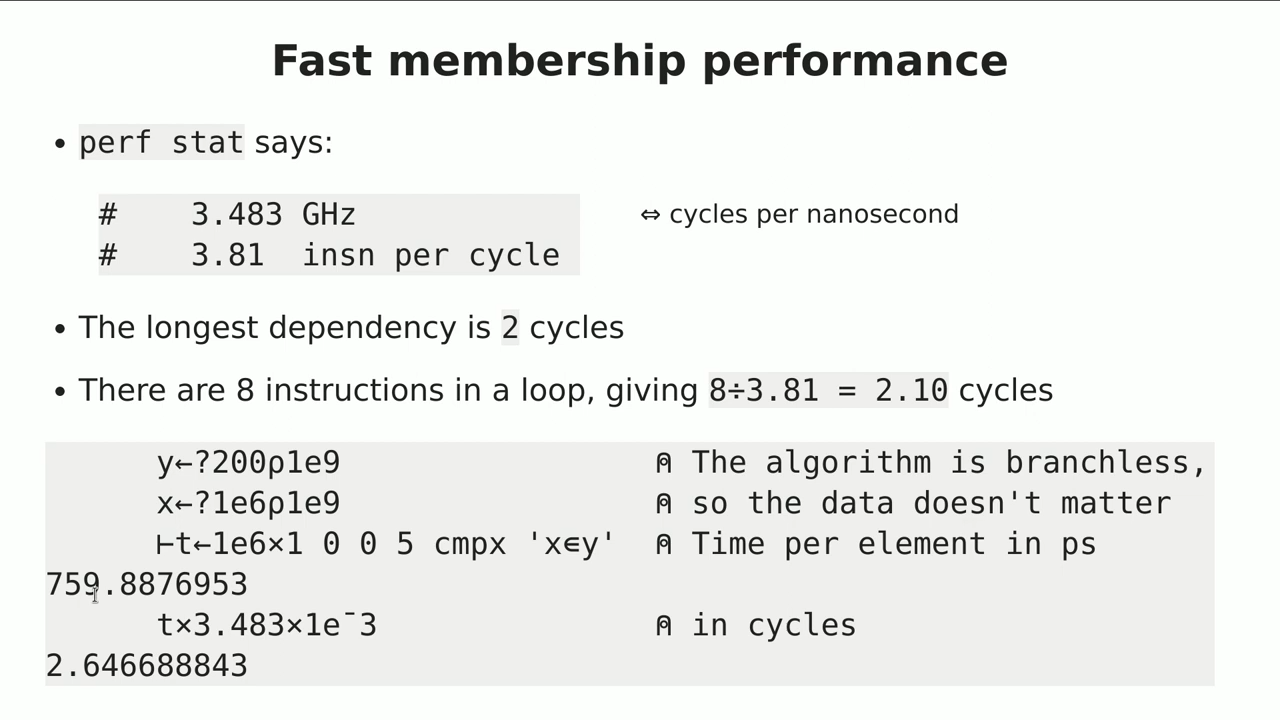 Fast membership performance
• perf stat says:
#    3.483 GHz ⇔ cycles per nanosecond
#    3.81  insn per cycle
• The longest dependency is 2 cycles
• There are 8 instructions in a loop, giving 8÷3.81 = 2.10 cycles
      y←?200⍴1e9                 ⍝ The algorithm is branchless,
      x←?1e6⍴1e9                 ⍝ so the data doesn't matter
      ⊢t←1e6×1 0 0 5 cmpx 'x∊y'  ⍝ Time per element in ps
759.8876953
      t×3.483×1e¯3               ⍝ in cycles
2.646688843